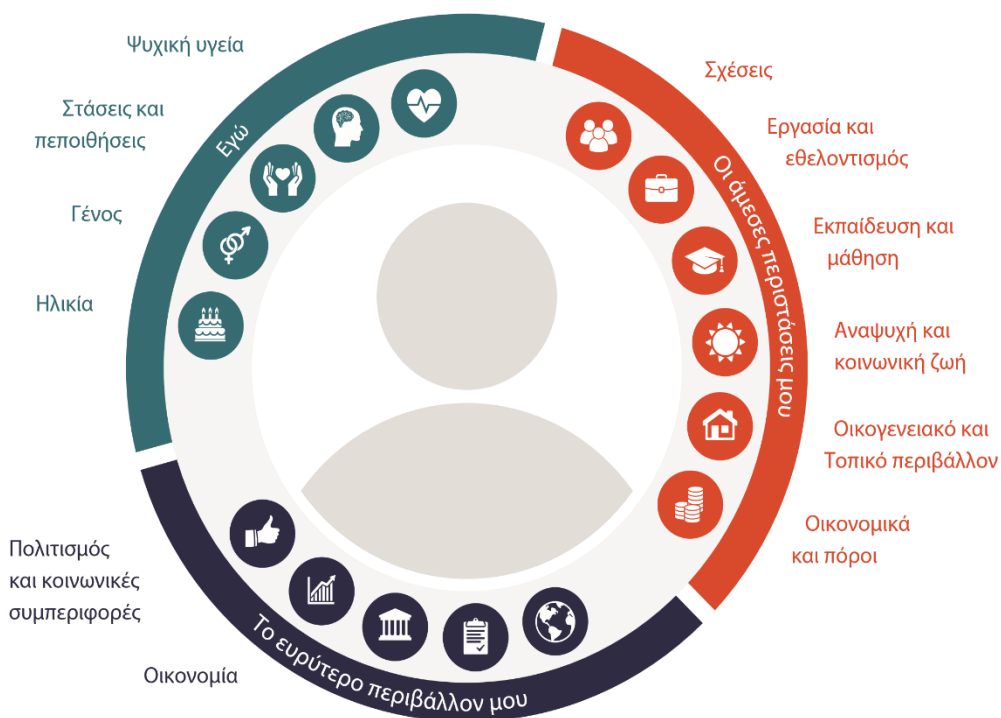 Ψυχική υγεία
Στάσεις και
πεποιθήσεις
Γένος
Ηλικία
Εγώ
Σχέσεις
Εργασία και
εθελοντισμός
Εκπαίδευση και
μάθηση
Αναψυχή και
κοινωνική ζωή
Οικογενειακό και
Τοπικό περιβάλλον
Οικονομικά
και πόροι
Οι άμεσες περιστάσεις μου
Πολιτισμός
και κοινωνικές
συμπεριφορές
Οικονομία
Το ευρύτερο περιβάλλον μου